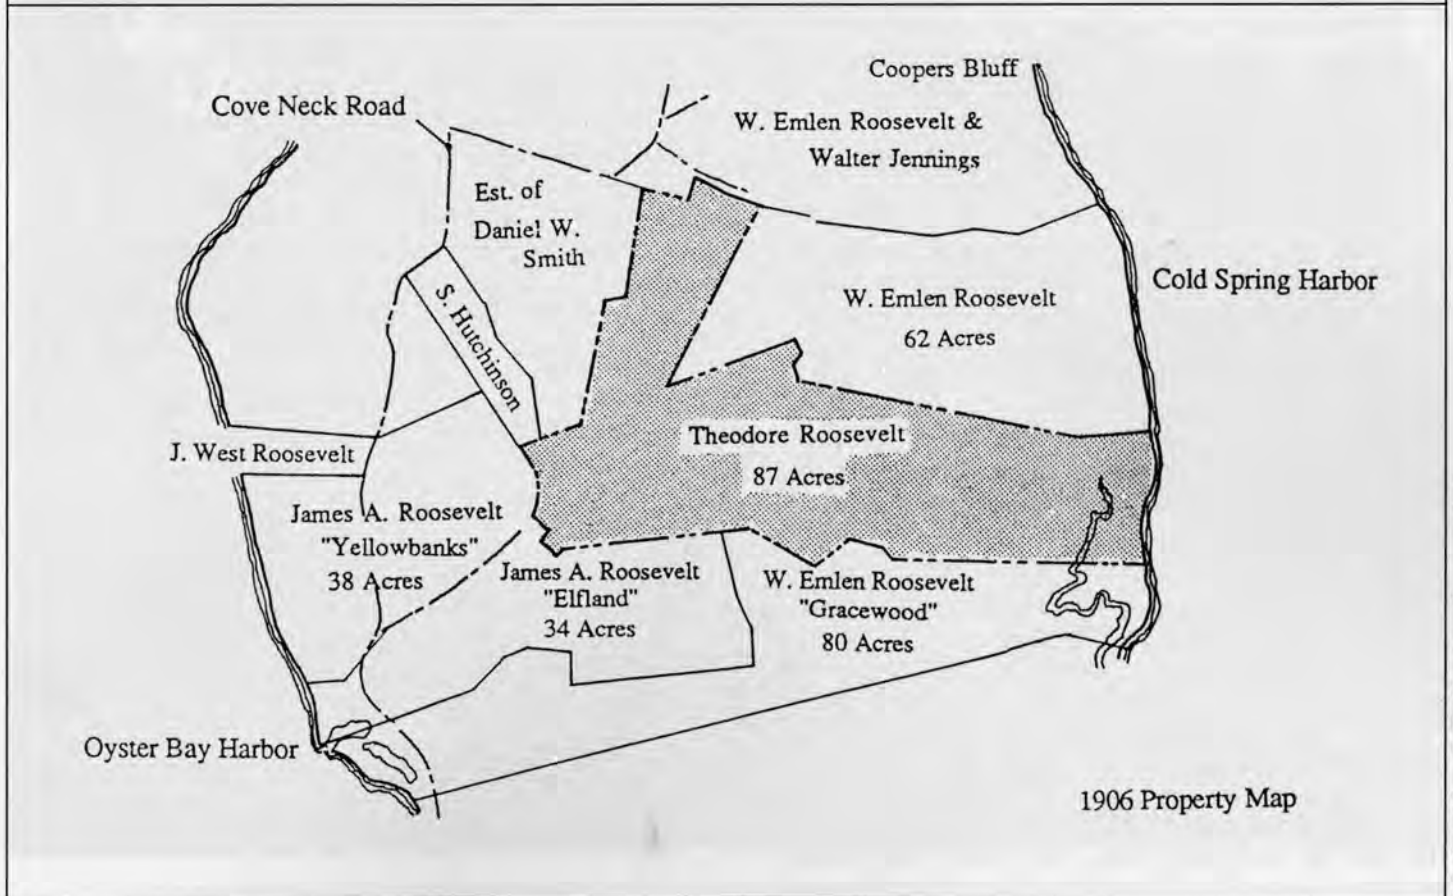 Coopers Bluff
Cove Neck Road
W. Emlen Roosevelt &
Walter Jennings
Est. of
Daniel W.
Smith
Cold Spring Harbor
W. Emlen Roosevelt
62 Acres
S. Hutchinson
Theodore Roosevelt
87 Acres
J. West Roosevelt
James A. Roosevelt
"Yellowbanks"
38 Acres
James A. Roosevelt
"Elfland"
34 Acres
W. Emlen Roosevelt
"Gracewood"
80 Acres
Oyster Bay Harbor
1906 Property Map